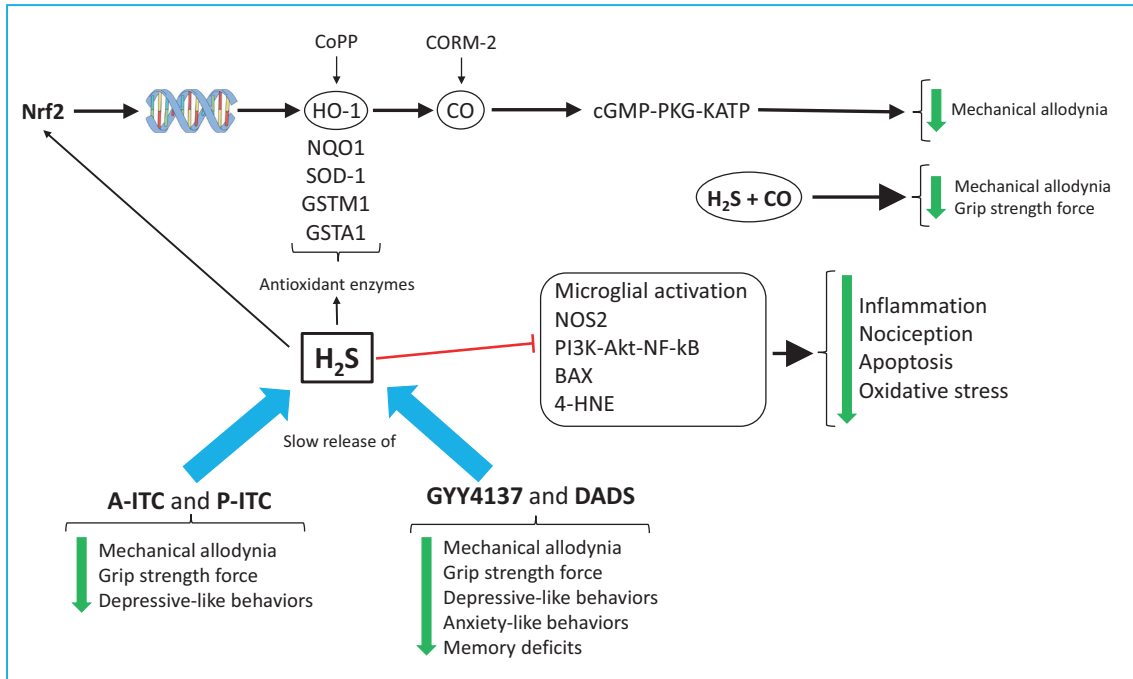 CoPP
CORM-2
Nrf2
HO-1
CO
cGMP-PKG-KATP
Mechanical allodynia
NQO1
SOD-1
GSTM1
GSTA1
H₂S + CO
Mechanical allodynia
Grip strength force
Antioxidant enzymes
H₂S
Microglial activation
NOS2
PI3K-Akt-NF-kB
BAX
4-HNE
Inflammation
Nociception
Apoptosis
Oxidative stress
Slow release of
A-ITC and P-ITC
Mechanical allodynia
Grip strength force
Depressive-like behaviors
GYY4137 and DADS
Mechanical allodynia
Grip strength force
Depressive-like behaviors
Anxiety-like behaviors
Memory deficits